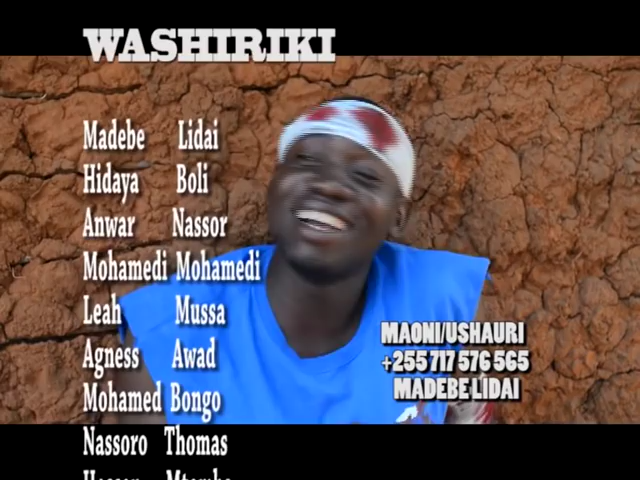 WASHIRIKI
Madebe Lidai
Hidaya Boli
Anwar Nassor
Mohamedi Mohamedi
Leah Mussa
Agness Awad
Mohamed Bongo
Nassoro Thomas
MAONI/USHAURI
+255 717 576 565
MADEBE LIDAI